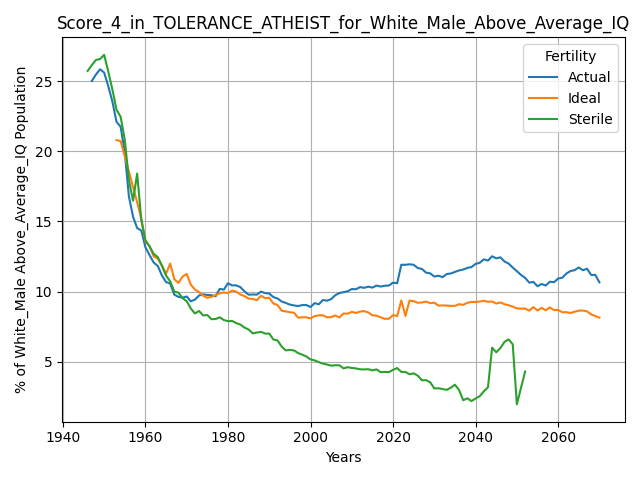 Score_4_in_TOLERANCE_ATHEIST_for_White_Male_Above_Average_IQ
% of White_Male Above_Average_IQ Population
25
20
15
10
5
Fertility
Actual
Ideal
Sterile
1940 1960 1980 2000 2020 2040 2060
Years